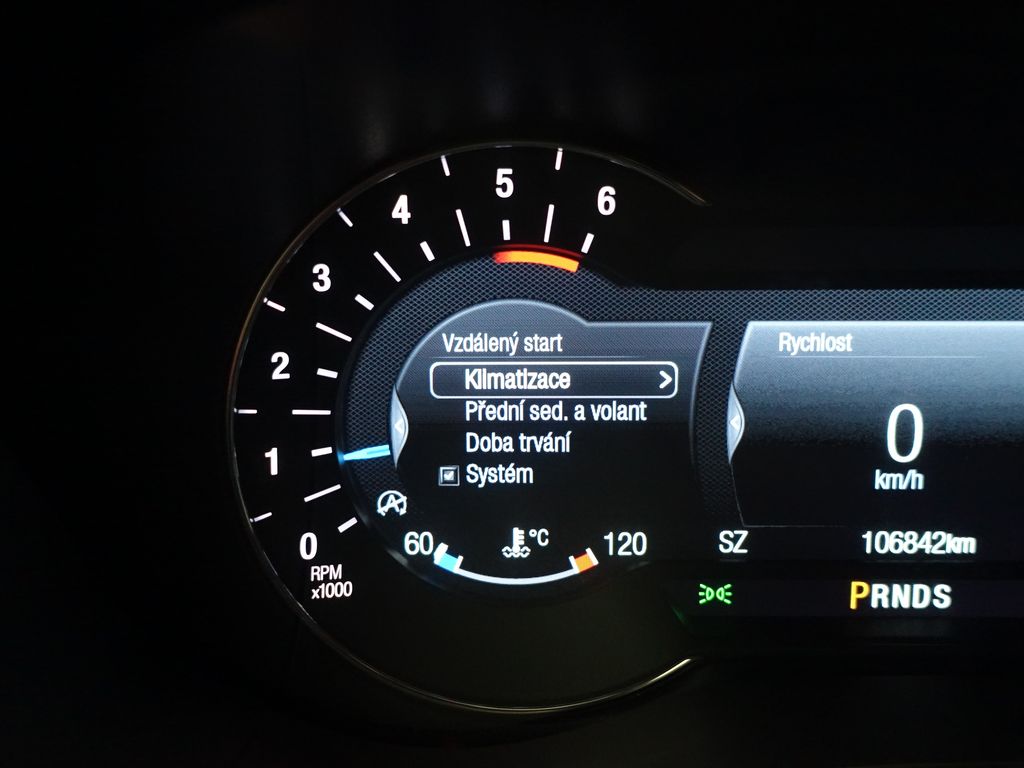 6
5
4
3
2
1
0
RPM
x1000
Vzdálený start
Klimatizace
Přední sed. a volant
Doba trvání
Systém
A
60 °C 120
Rychlost
0
km/h
SZ 106842km
PRNDS